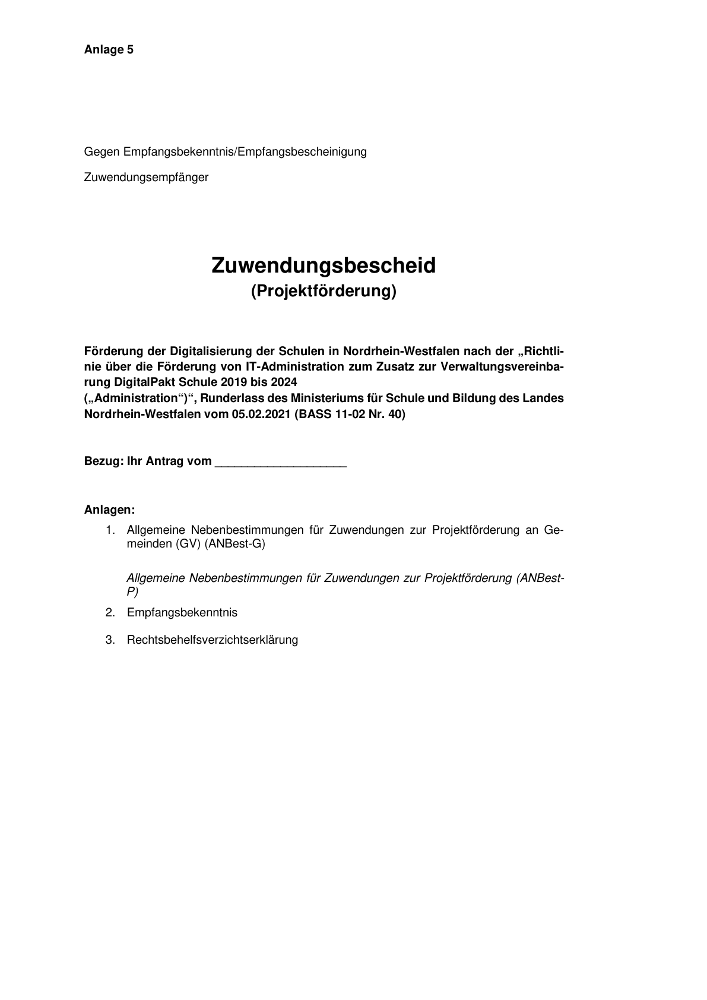 Anlage 5
Gegen Empfangsbekenntnis/Empfangsbescheinigung
Zuwendungsempfänger
Zuwendungsbescheid
(Projektförderung)
Förderung der Digitalisierung der Schulen in Nordrhein-Westfalen nach der „Richtli-
nie über die Förderung von IT-Administration zum Zusatz zur Verwaltungsvereinba-
rung DigitalPakt Schule 2019 bis 2024
(„Administration“)“, Runderlass des Ministeriums für Schule und Bildung des Landes
Nordrhein-Westfalen vom 05.02.2021 (BASS 11-02 Nr. 40)
Bezug: Ihr Antrag vom ____________________
Anlagen:
1. Allgemeine Nebenbestimmungen für Zuwendungen zur Projektförderung an Ge-
meinden (GV) (ANBest-G)
Allgemeine Nebenbestimmungen für Zuwendungen zur Projektförderung (ANBest-
P)
2. Empfangsbekenntnis
3. Rechtsbehelfsverzichtserklärung